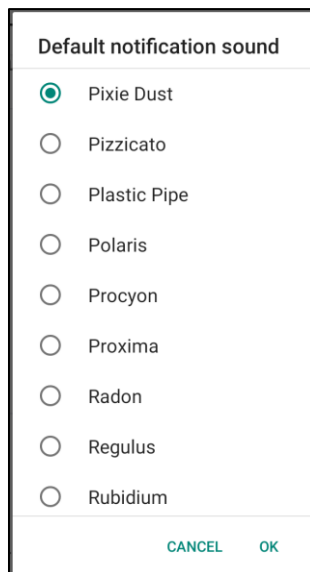 Default notification sound
Pixie Dust
Pizzicato
Plastic Pipe
Polaris
Procyon
Proxima
Radon
Regulus
Rubidium
CANCEL OK